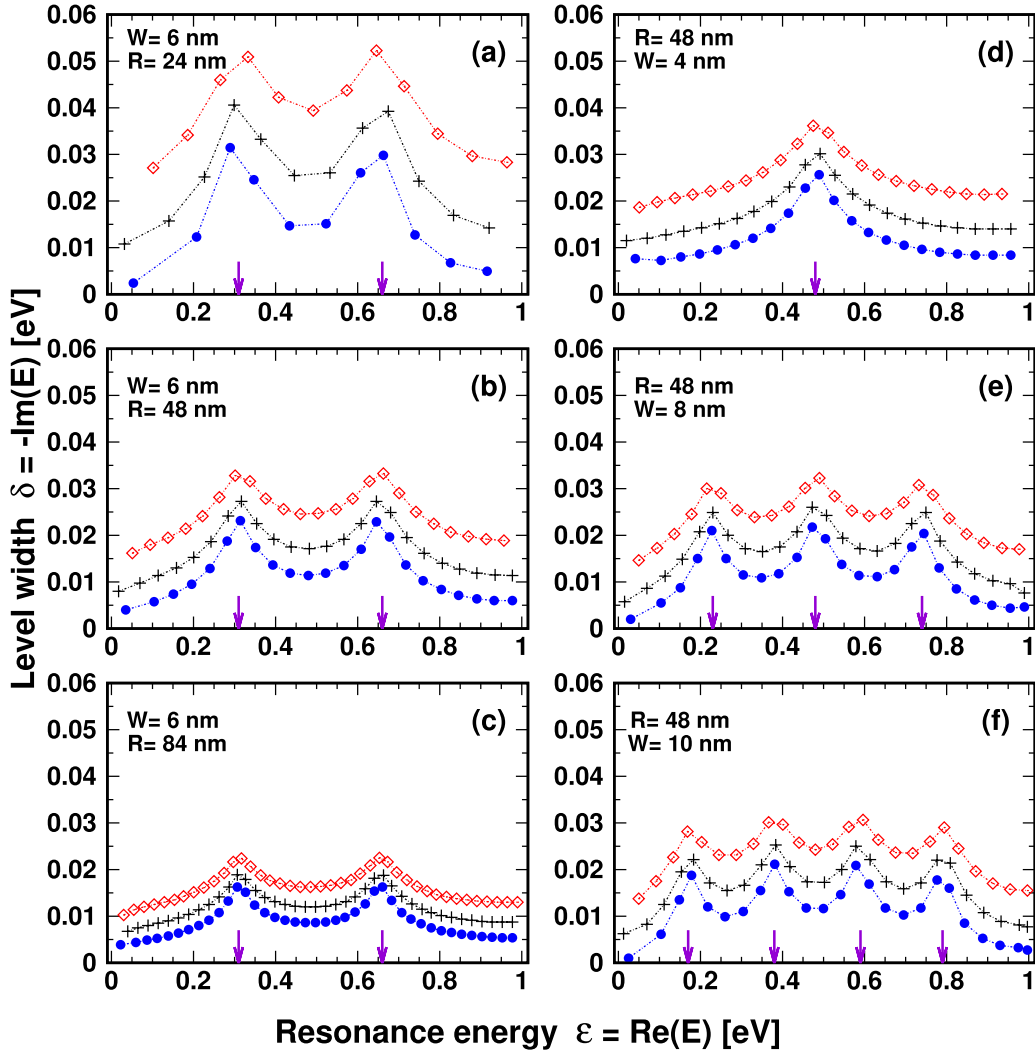 Level width δ = -Im(E) [eV]
0.06
0.05
0.04
0.03
0.02
0.01
0
W= 6 nm
R= 24 nm
(a)
0 0.2 0.4 0.6 0.8 1
0.06
0.05
0.04
0.03
0.02
0.01
0
R= 48 nm
W= 4 nm
(d)
0 0.2 0.4 0.6 0.8 1
0.06
0.05
0.04
0.03
0.02
0.01
0
W= 6 nm
R= 48 nm
(b)
0 0.2 0.4 0.6 0.8 1
0.06
0.05
0.04
0.03
0.02
0.01
0
R= 48 nm
W= 8 nm
(e)
0 0.2 0.4 0.6 0.8 1
0.06
0.05
0.04
0.03
0.02
0.01
0
W= 6 nm
R= 84 nm
(c)
0 0.2 0.4 0.6 0.8 1
0.06
0.05
0.04
0.03
0.02
0.01
0
R= 48 nm
W= 10 nm
(f)
0 0.2 0.4 0.6 0.8 1
Resonance energy ε = Re(E) [eV]